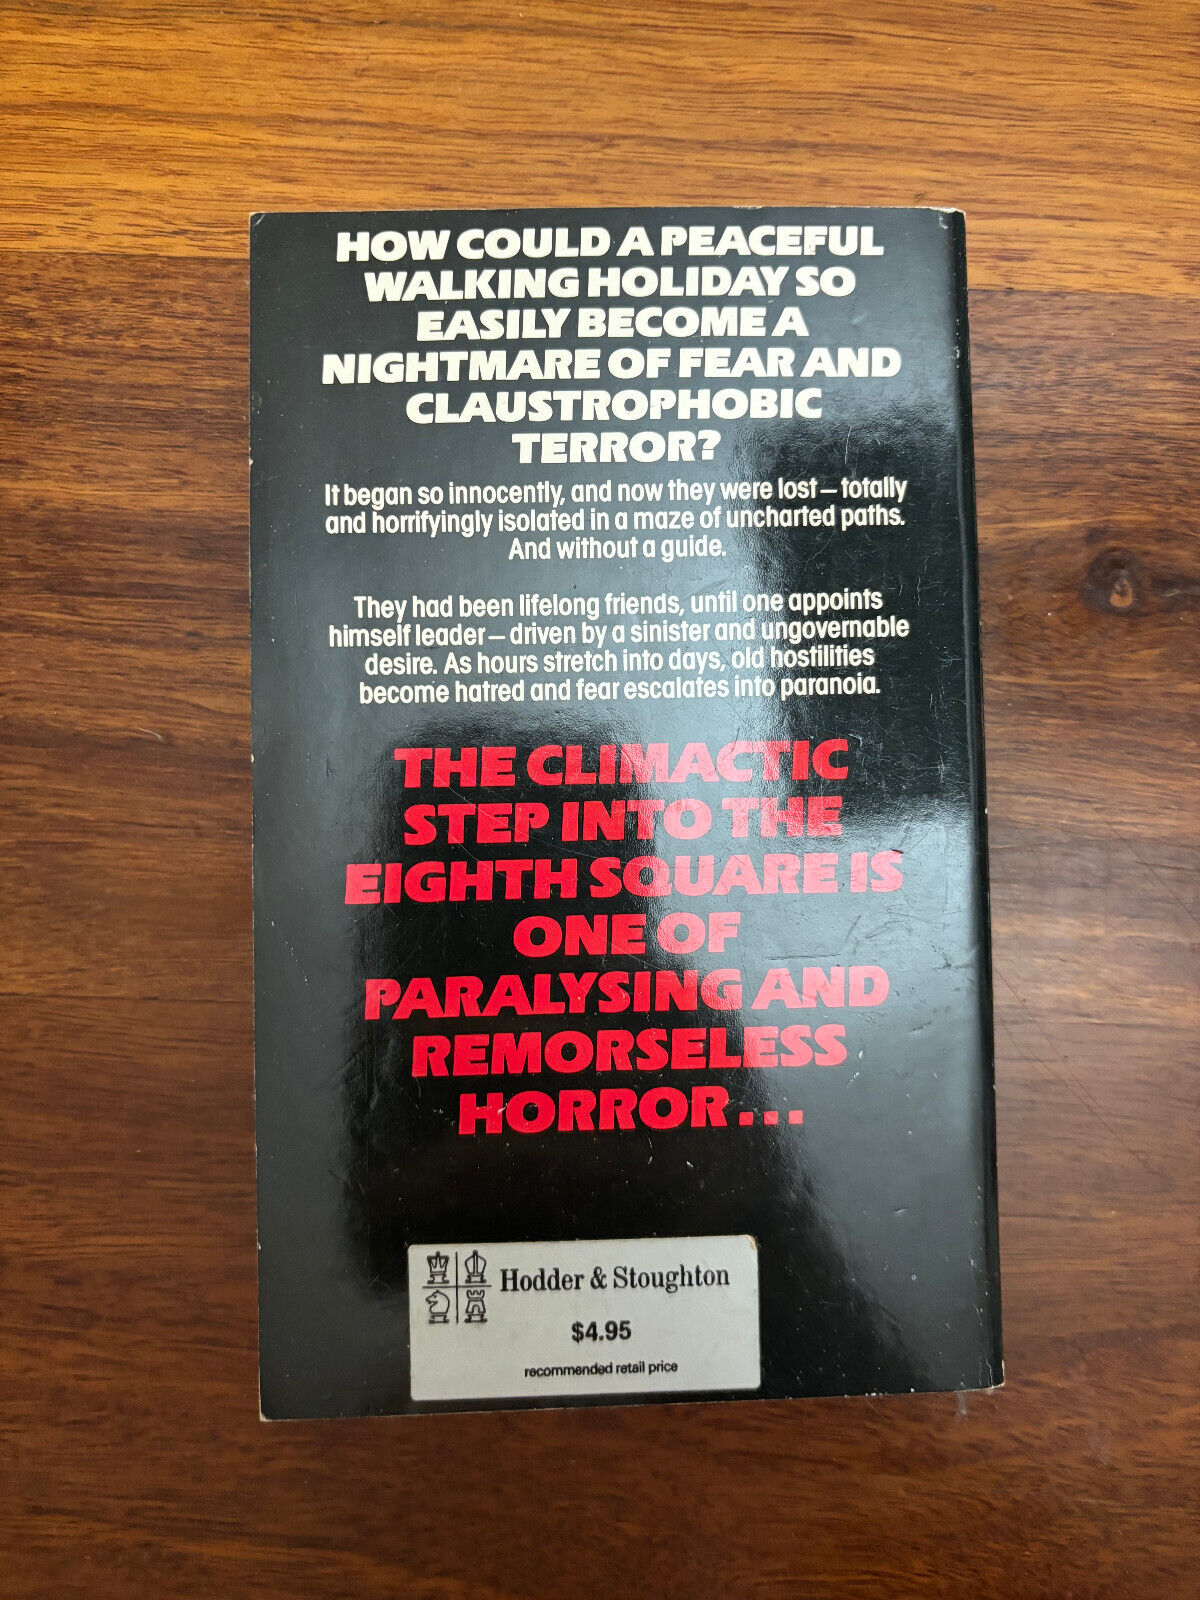 HOW COULD A PEACEFUL
WALKING HOLIDAY SO
EASILY BECOME A
NIGHTMARE OF FEAR AND
CLAUSTROPHOBIC
TERROR?
It began so innocently, and now they were lost – totally
and horrifyingly isolated in a maze of uncharted paths.
And without a guide.
They had been lifelong friends, until one appoints
himself leader – driven by a sinister and ungovernable
desire. As hours stretch into days, old hostilities
become hatred and fear escalates into paranoia.
THE CLIMACTIC
STEP INTO THE
EIGHTH SQUARE IS
ONE OF
PARALYSING AND
REMORSELESS
HORROR...
Hodder & Stoughton
$4.95
recommended retail price